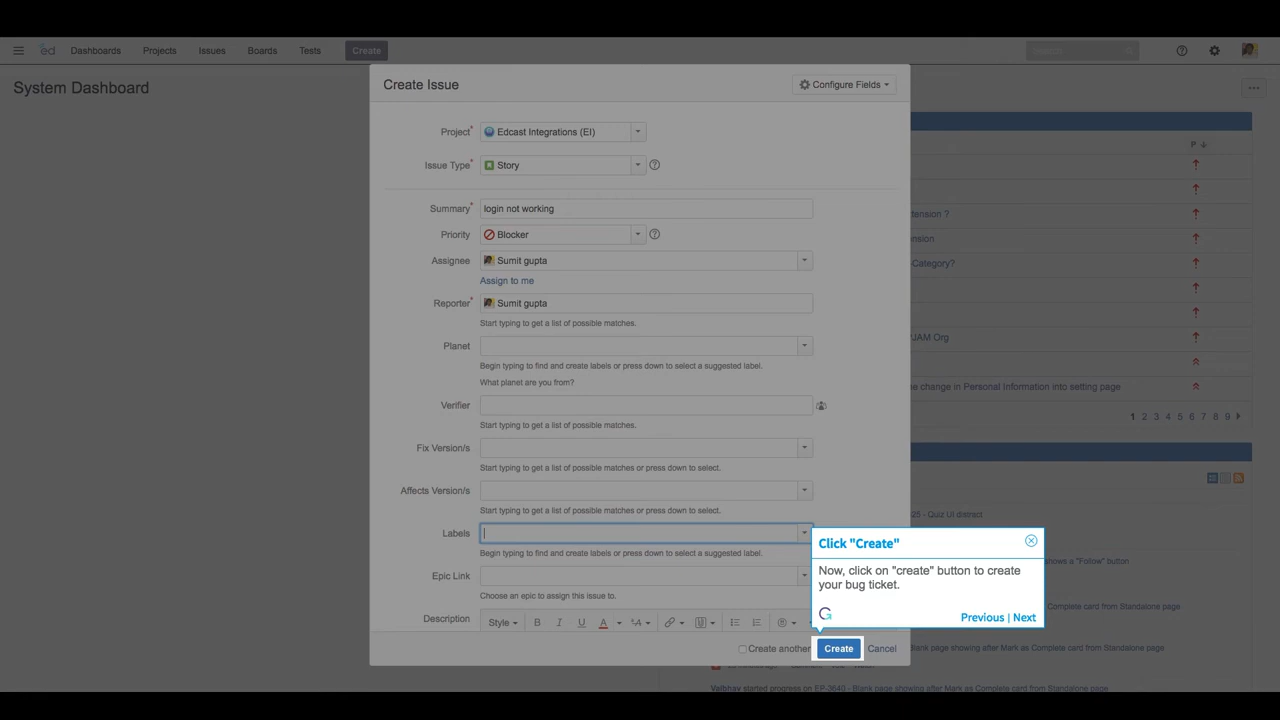 ed Dashboards Projects Issues Boards Tests Create Search
System Dashboard
Create Issue Configure Fields
Project* Edcast Integrations (EI)
Issue Type* Story
Summary* login not working
Priority Blocker
Assignee Sumit gupta
Assign to me
Reporter* Sumit gupta
Start typing to get a list of possible matches.
Planet
Begin typing to find and create labels or press down to select a suggested label.
What planet are you from?
Verifier
Start typing to get a list of possible matches.
Fix Version/s
Start typing to get a list of possible matches or press down to select.
Affects Version/s
Start typing to get a list of possible matches or press down to select.
Labels
Begin typing to find and create labels or press down to select a suggested label.
Epic Link
Choose an epic to assign this issue to.
Description Style B I U A
Create another Create Cancel
Click "Create"
Now, click on "create" button to create
your bug ticket.
Previous | Next
P
tension ?
nsion
Category?
PJAM Org
ne change in Personal Information into setting page
1 2 3 4 5 6 7 8 9
25 - Quiz UI distrect
shows a "Follow" button
Complete card from Standalone page
- Blank page showing after Mark as Complete card from Standalone page
Vaibhav started progress on EP-3640 - Blank page showing after Mark as Complete card from Standalone page